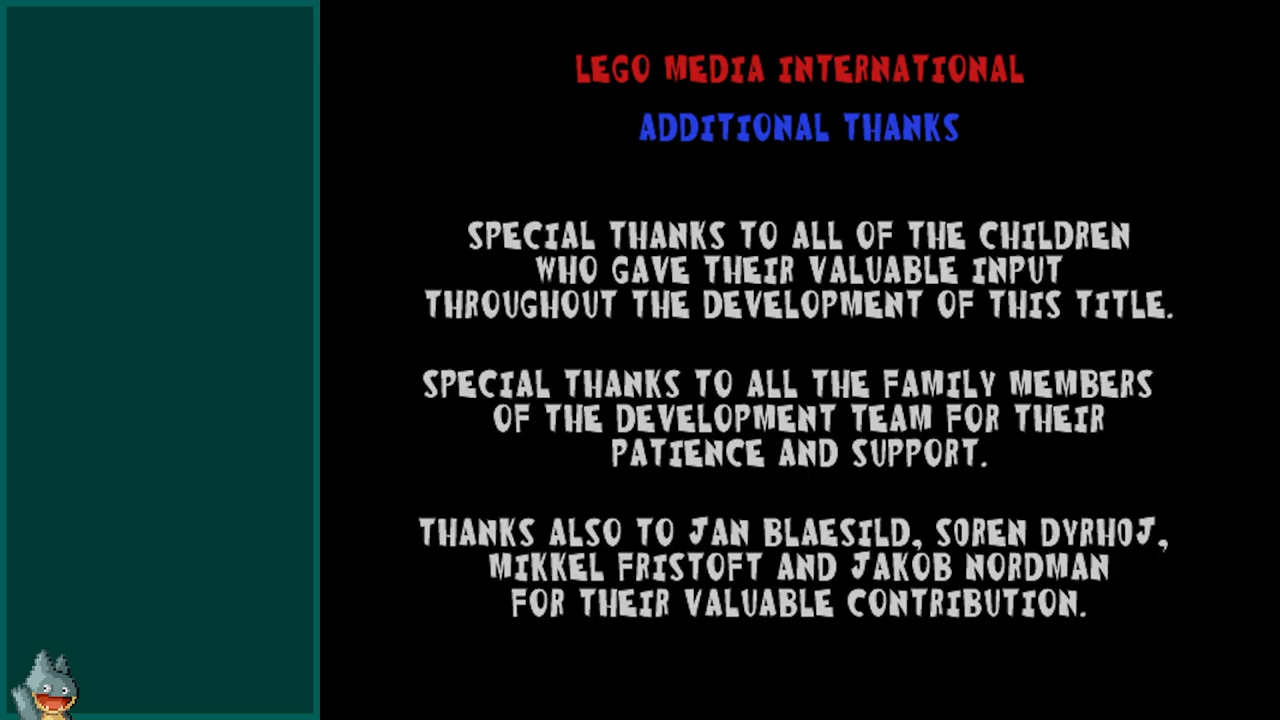 LEGO MEDIA INTERNATIONAL
ADDITIONAL THANKS
SPECIAL THANKS TO ALL OF THE CHILDREN
WHO GAVE THEIR VALUABLE INPUT
THROUGHOUT THE DEVELOPMENT OF THIS TITLE.
SPECIAL THANKS TO ALL THE FAMILY MEMBERS
OF THE DEVELOPMENT TEAM FOR THEIR
PATIENCE AND SUPPORT.
THANKS ALSO TO JAN BLAESILD, SOREN DYRHOJ,
MIKKEL FRISTOFT AND JAKOB NORDMAN
FOR THEIR VALUABLE CONTRIBUTION.